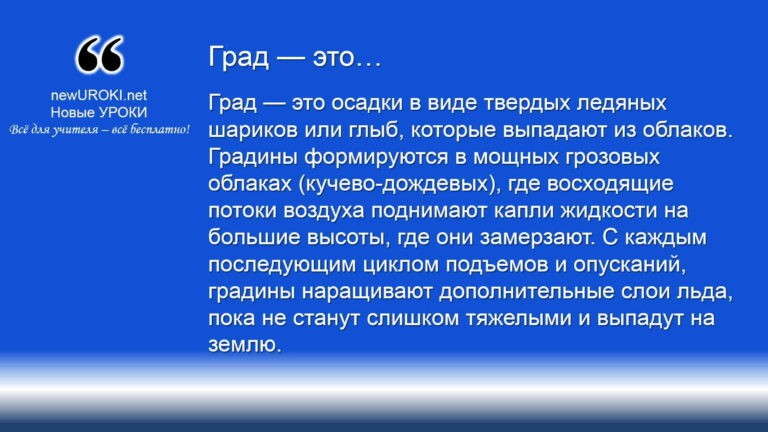 “
newUROKI.net
Новые УРОКИ
Всё для учителя – всё бесплатно!
Град — это…
Град — это осадки в виде твердых ледяных
шариков или глыб, которые выпадают из облаков.
Градины формируются в мощных грозовых
облаках (кучево-дождевых), где восходящие
потоки воздуха поднимают капли жидкости на
большие высоты, где они замерзают. С каждым
последующим циклом подъемов и опусканий,
градины наращивают дополнительные слои льда,
пока не станут слишком тяжелыми и выпадут на
землю.